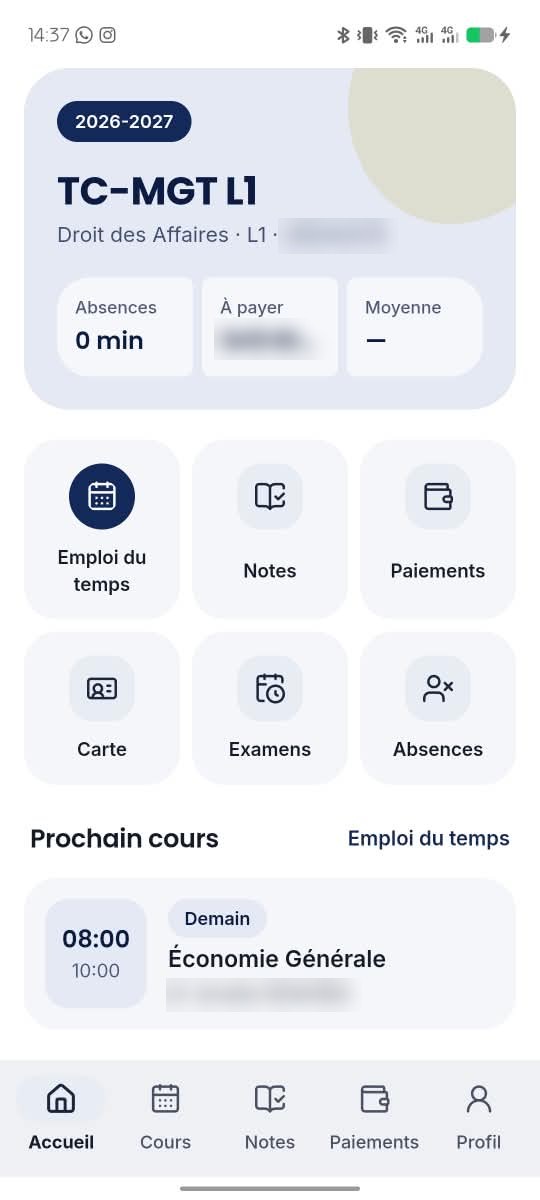 14:37
4G 4G
2026-2027
TC-MGT L1
Droit des Affaires · L1 ·
Absences
0 min
À payer
Moyenne
—
Emploi du
temps
Notes
Paiements
Carte
Examens
Absences
Prochain cours
Emploi du temps
08:00
10:00
Demain
Économie Générale
Accueil
Cours
Notes
Paiements
Profil